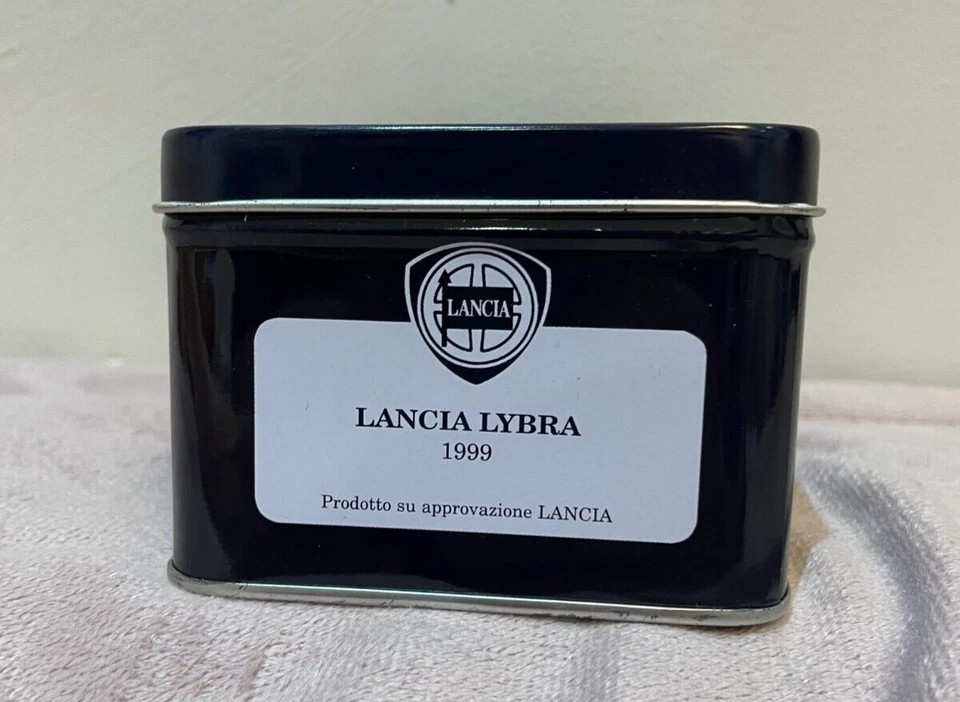 LANCIA
LANCIA LYBRA
1999
Prodotto su approvazione LANCIA